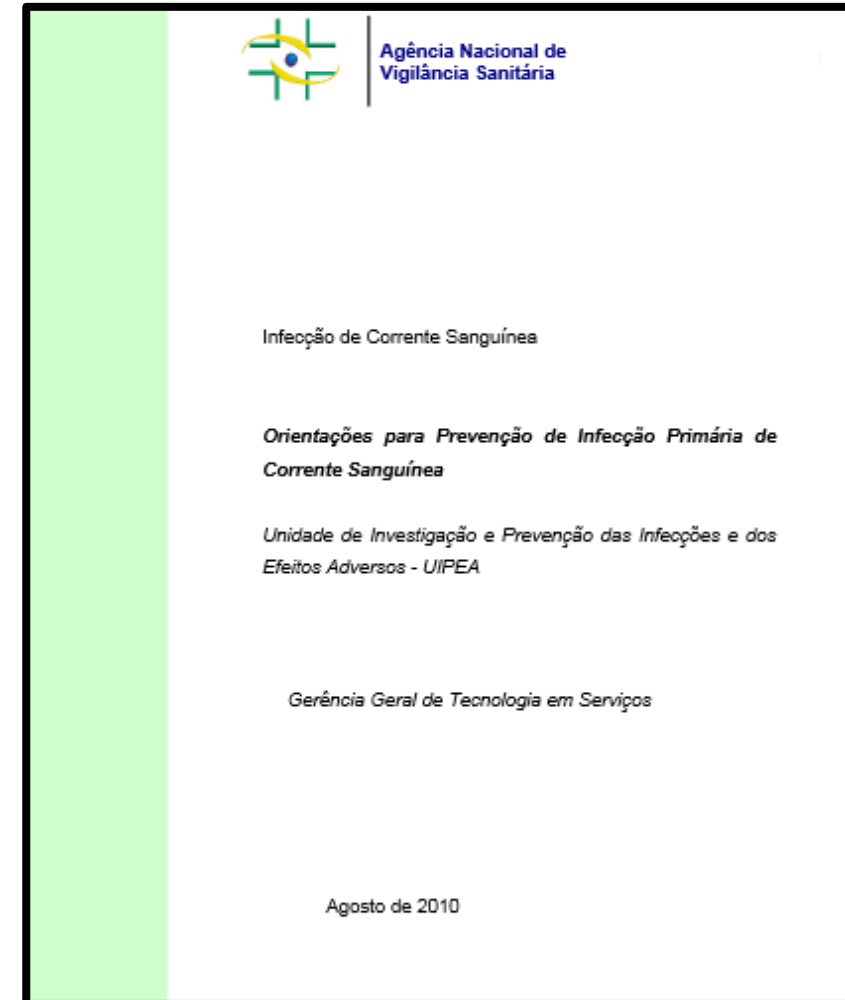 Agência Nacional de
Vigilância Sanitária
Infecção de Corrente Sanguínea
Orientações para Prevenção de Infecção Primária de
Corrente Sanguínea
Unidade de Investigação e Prevenção das Infecções e dos
Efeitos Adversos - UIPEA
Gerência Geral de Tecnologia em Serviços
Agosto de 2010